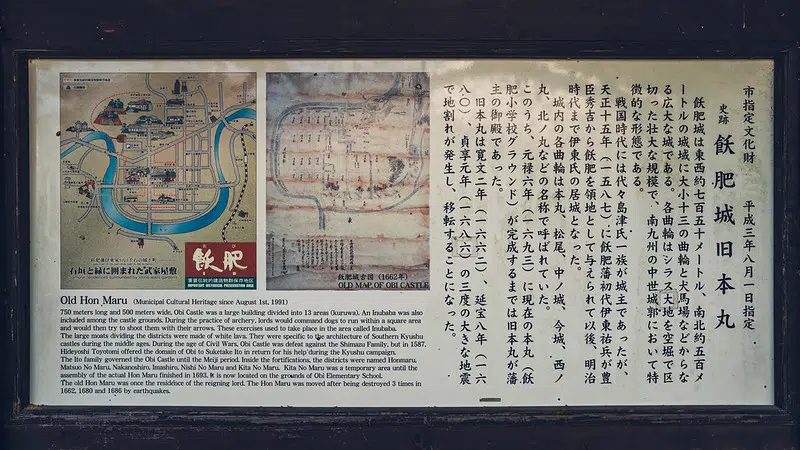 市指定文化財　平成三年八月一日指定
史跡　飫肥城旧本丸
飫肥城は東西約七百五十メートル、南北約五百メ
ートルの城域に大小十三の曲輪と犬馬場などからな
る広大な城である。各曲輪はシラス大地を空堀で区
切った壮大な規模で、南九州の中世城郭において特
徴的な形態である。
戦国時代には代々島津氏一族が城主であったが、
天正十五年（一五八七）に飫肥藩初代伊東祐兵が豊
臣秀吉から飫肥を領地として与えられて以後、明治
時代まで伊東氏の居城となった。
城内の各曲輪は本丸、松尾、中ノ城、今城、西ノ
丸、北ノ丸などの名称で呼ばれていた。
このうち、元禄六年（一六九三）に現在の本丸（飫
肥小学校グラウンド）が完成するまでは旧本丸が藩
主の御殿であった。
旧本丸は寛文二年（一六六二）、延宝八年（一六
八〇）、貞享元年（一六八六）の三度の大きな地震
で地割れが発生し、移転することになった。
石垣と緑に囲まれた武家屋敷
飫肥
重要伝統的建造物群保存地区
IMPORTANT HISTORICAL PRESERVATION AREA
飫肥城古図（1662年）
OLD MAP OF OBI CASTLE
Old Hon Maru (Municipal Cultural Heritage since August 1st, 1991)
750 meters long and 500 meters wide, Obi Castle was a large building divided into 13 areas (kuruwa). An Inubaba was
also included among the castle grounds. During the practice of archery, lords would command dogs to run within a square area
and would then try to shoot them with their arrows. These exercises used to take place in the area called Inubaba.
The large moats dividing the districts were made of white lava. They were specific to the architecture of Southern Kyushu
castles during the middle ages. During the age of Civil Wars, Obi Castle was defeat against the Shimazu Family, but in 1587,
Hideyoshi Toyotomi offered the domain of Obi to Suketake Ito in return for his help during the Kyushu campaign.
The Ito family governed the Obi Castle until the Meiji Period. Inside the fortifications, the districts were named Honmaru,
Matsuo No Maru, Nakanoshiro, Imashiro, Nishi No Maru and Kita No Maru. Kita No Maru was a temporary area until the
assembly of the actual Hon Maru finished in 1693. It is now located on the grounds of Obi Elementary School.
The old Hon Maru was once the residence of the reigning lord. The Hon Maru was moved after being destroyed 3 times in
1662, 1680 and 1686 by earthquakes.